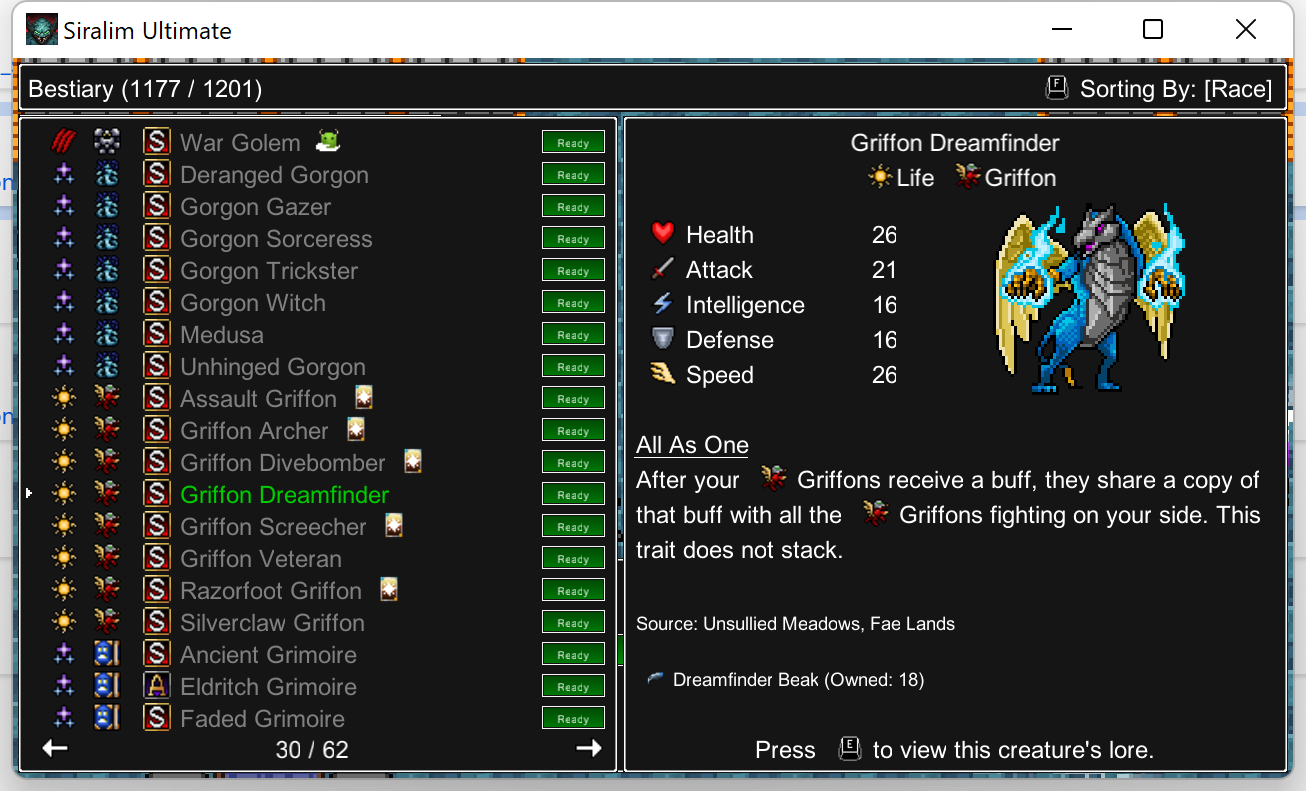 Siralim Ultimate
Bestiary (1177 / 1201)
F Sorting By: [Race]
S War Golem Ready
S Deranged Gorgon Ready
S Gorgon Gazer Ready
S Gorgon Sorceress Ready
S Gorgon Trickster Ready
S Gorgon Witch Ready
S Medusa Ready
S Unhinged Gorgon Ready
S Assault Griffon Ready
S Griffon Archer Ready
S Griffon Divebomber Ready
S Griffon Dreamfinder Ready
S Griffon Screecher Ready
S Griffon Veteran Ready
S Razorfoot Griffon Ready
S Silverclaw Griffon Ready
S Ancient Grimoire Ready
A Eldritch Grimoire Ready
S Faded Grimoire Ready
30 / 62
Griffon Dreamfinder
Life Griffon
Health 26
Attack 21
Intelligence 16
Defense 16
Speed 26
All As One
After your Griffons receive a buff, they share a copy of
that buff with all the Griffons fighting on your side. This
trait does not stack.
Source: Unsullied Meadows, Fae Lands
Dreamfinder Beak (Owned: 18)
Press E to view this creature's lore.